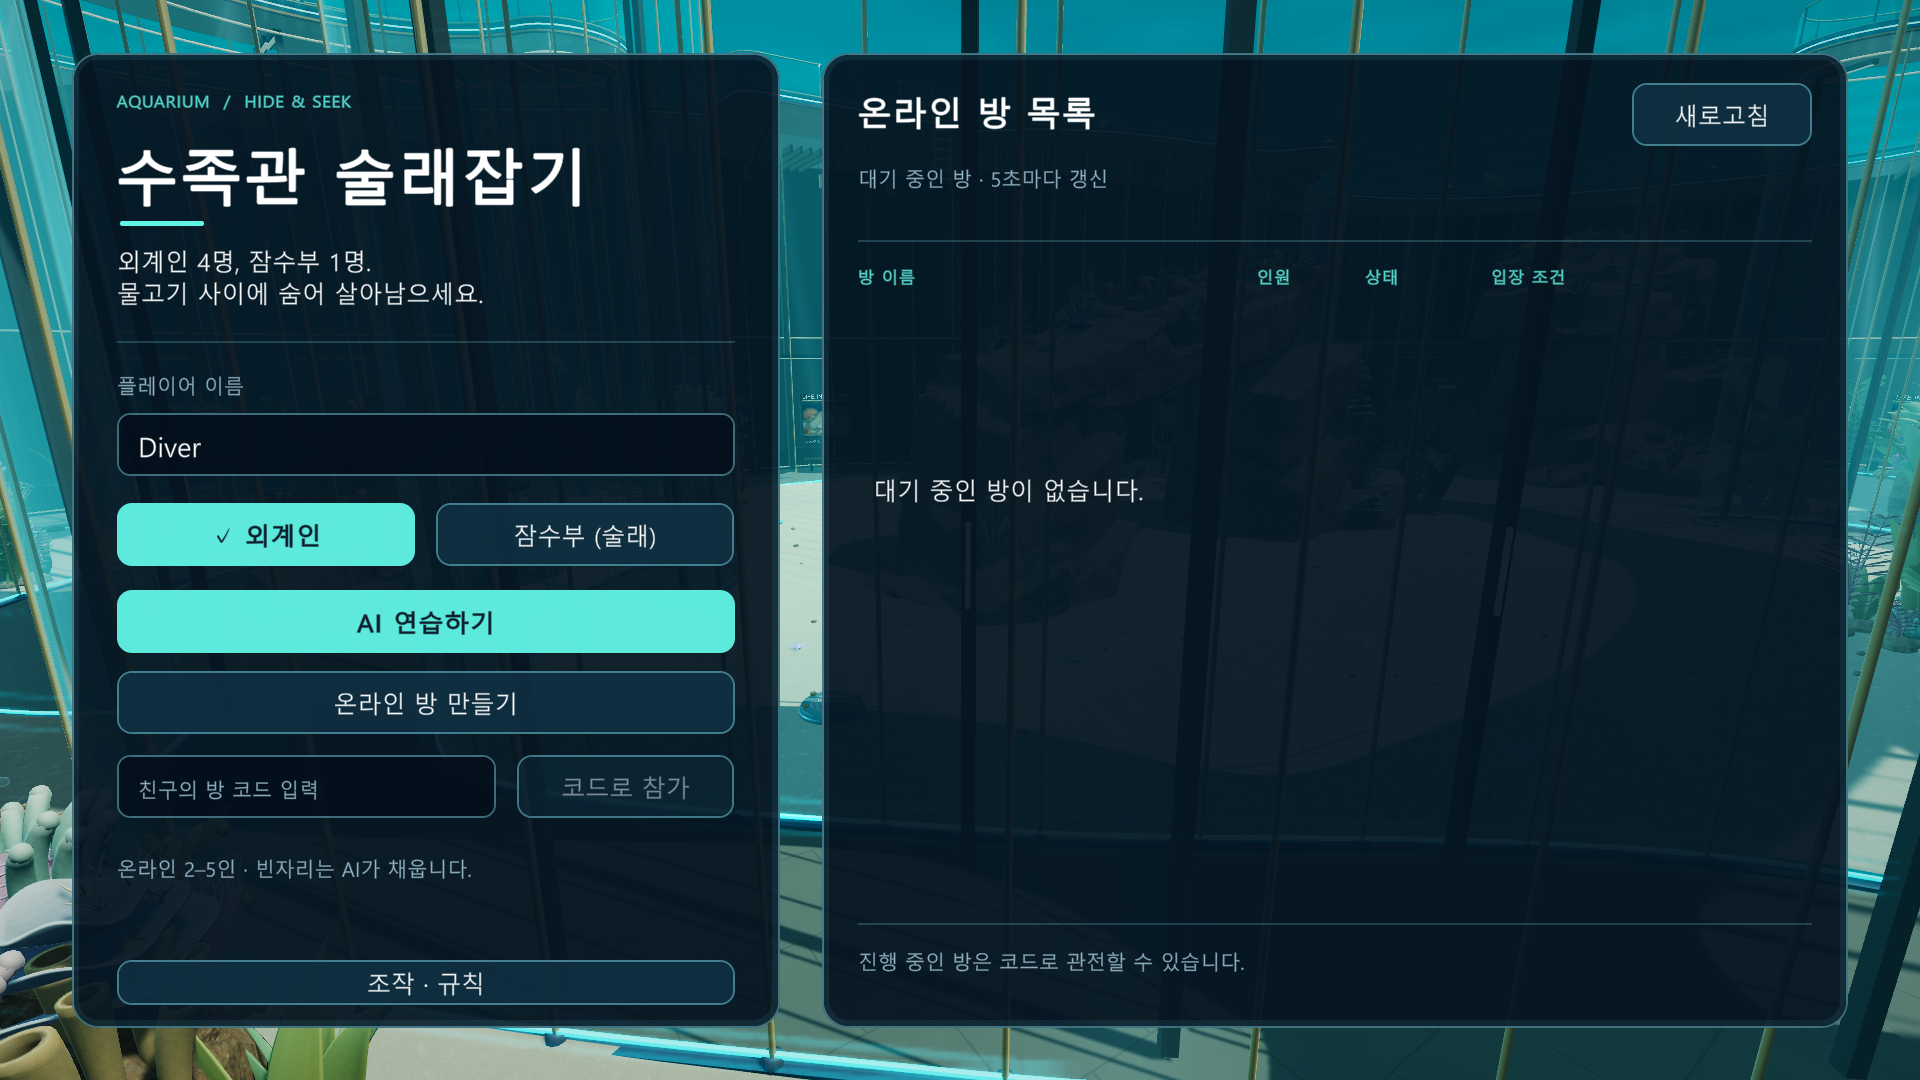 AQUARIUM / HIDE & SEEK
수족관 술래잡기
외계인 4명, 잠수부 1명.
물고기 사이에 숨어 살아남으세요.
플레이어 이름
Diver
✓ 외계인
잠수부 (술래)
AI 연습하기
온라인 방 만들기
친구의 방 코드 입력
코드로 참가
온라인 2–5인 · 빈자리는 AI가 채웁니다.
조작 · 규칙
온라인 방 목록
새로고침
대기 중인 방 · 5초마다 갱신
방 이름 인원 상태 입장 조건
대기 중인 방이 없습니다.
진행 중인 방은 코드로 관전할 수 있습니다.